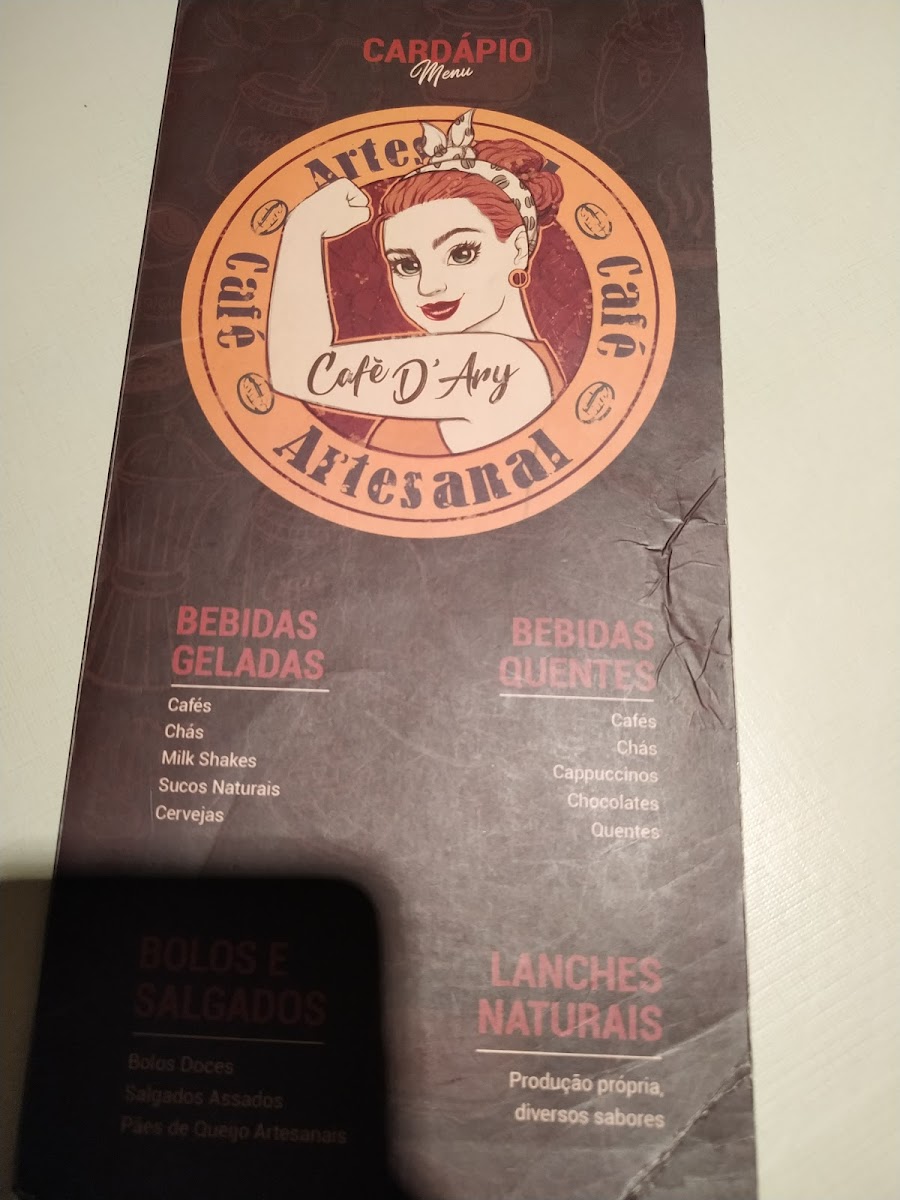 CARDÁPIO
Menu
Café
Café
Café D'Ary
Artesanal
BEBIDAS
GELADAS
Cafés
Chás
Milk Shakes
Sucos Naturais
Cervejas
BEBIDAS
QUENTES
Cafés
Chás
Cappuccinos
Chocolates
Quentes
BOLOS E
SALGADOS
Bolos Doces
Salgados Assados
Pães de Quego Artesanais
LANCHES
NATURAIS
Produção própria,
diversos sabores